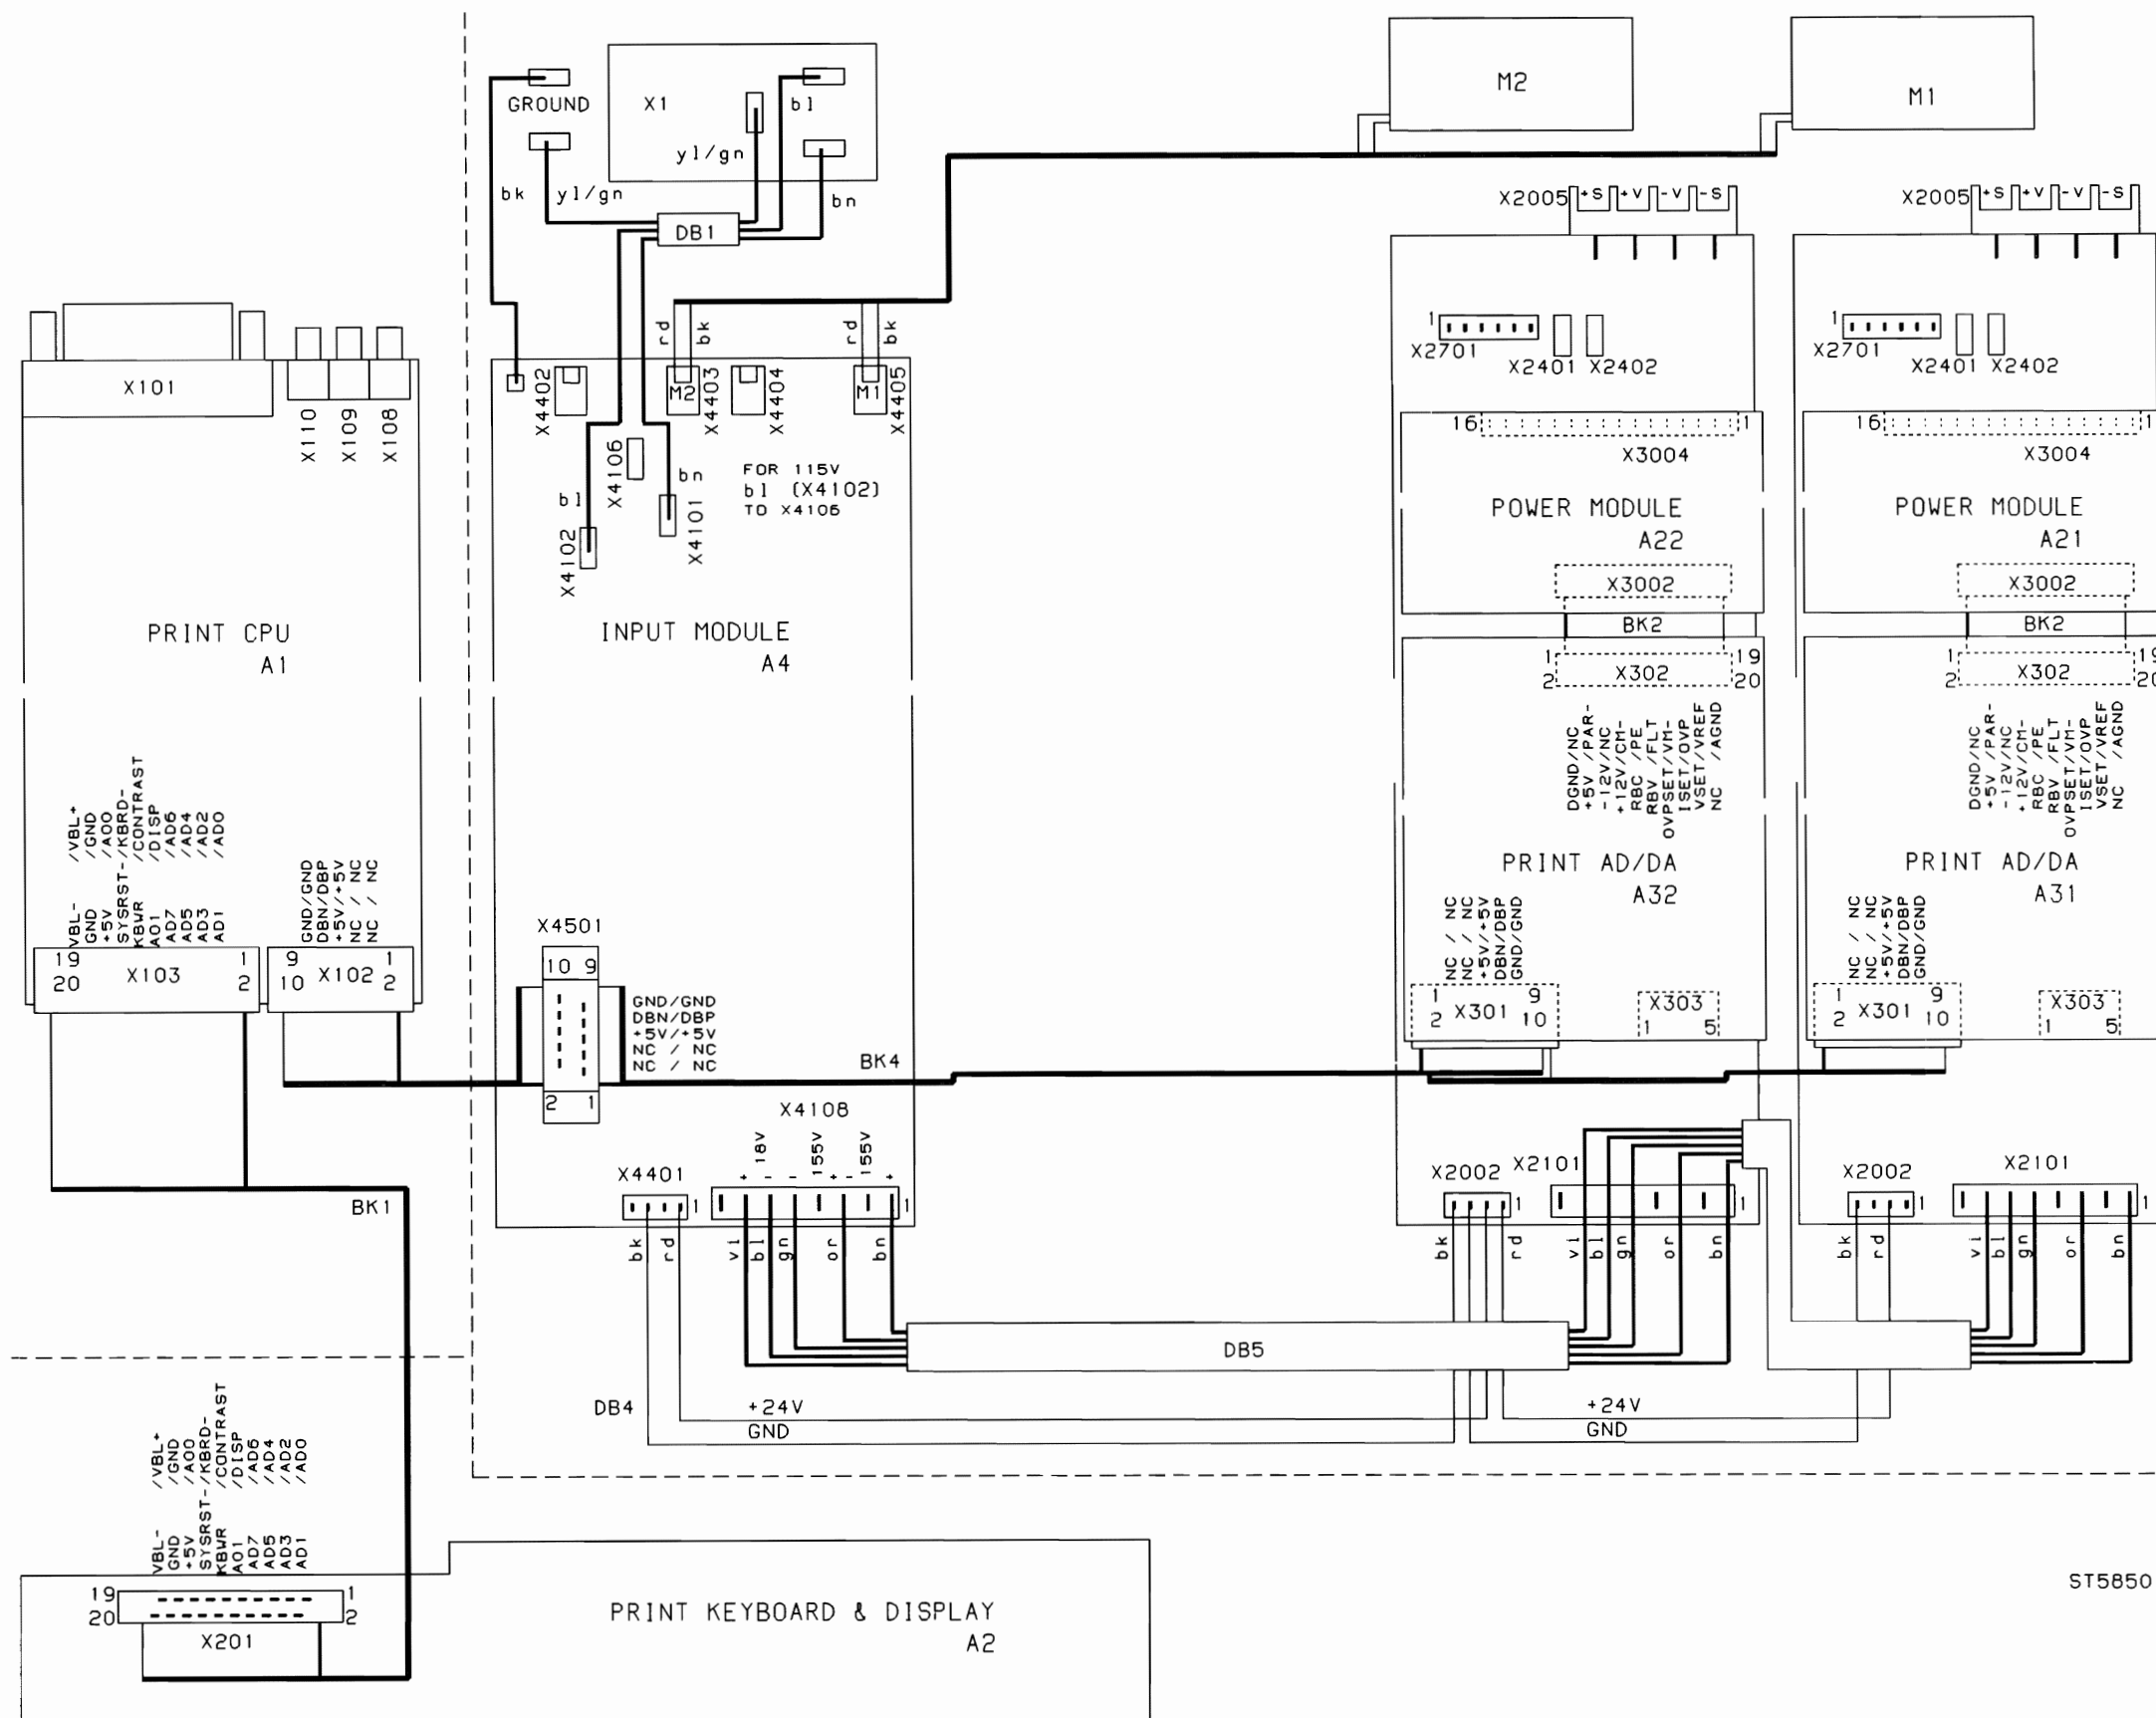 GROUND
X1
bl
yl/gn
bk
yl/gn
bn
DB1
M2
M1
X2005
+S +V -V -S
X2005
+S +V -V -S
1
X2701
X2401 X2402
1
X2701
X2401 X2402
X101
X110
X109
X108
rd
bk
rd
bk
X4402
M2
X4403
X4404
M1
X4405
X4106
bn
bl
X4101
X4102
FOR 115V
bl (X4102)
TO X4106
16
1
X3004
16
1
X3004
POWER MODULE
A22
POWER MODULE
A21
X3002
X3002
BK2
BK2
PRINT CPU
A1
INPUT MODULE
A4
1
2
X302
19
20
1
2
X302
19
20
DGND/NC
+5V /PAR-
-12V/NC
+12V/CM-
RBC /PE
RBV /FLT
OVPSET/VM-
ISET/OVP
VSET/VREF
NC /AGND
DGND/NC
+5V /PAR-
-12V/NC
+12V/CM-
RBC /PE
RBV /FLT
OVPSET/VM-
ISET/OVP
VSET/VREF
NC /AGND
PRINT AD/DA
A32
PRINT AD/DA
A31
VBL- /VBL+
GND /GND
+5V /A00
SYSRST-/KBRD-
KBWR /CONTRAST
A01 /DISP
AD7 /AD6
AD5 /AD4
AD3 /AD2
AD1 /AD0
GND/GND
DBN/DBP
+5V/+5V
NC / NC
NC / NC
19 1
20 X103 2
9 1
10 X102 2
X4501
10 9
GND/GND
DBN/DBP
+5V/+5V
NC / NC
NC / NC
2 1
BK4
NC / NC
NC / NC
+5V/+5V
DBN/DBP
GND/GND
1 9
2 X301 10
X303
1 5
NC / NC
NC / NC
+5V/+5V
DBN/DBP
GND/GND
1 9
2 X301 10
X303
1 5
X4108
+ 18V - - 155V + - 155V +
X4401
1
1
X2002
1
X2101
1
X2002
1
X2101
1
BK1
bk
rd
vi
bl
gn
or
bn
bk
rd
vi
bl
gn
or
bn
bk
rd
vi
bl
gn
or
bn
DB5
DB4
+24V
GND
+24V
GND
VBL- /VBL+
GND /GND
+5V /A00
SYSRST-/KBRD-
KBWR /CONTRAST
A01 /DISP
AD7 /AD6
AD5 /AD4
AD3 /AD2
AD1 /AD0
19 1
20 2
X201
PRINT KEYBOARD & DISPLAY
A2
ST5850